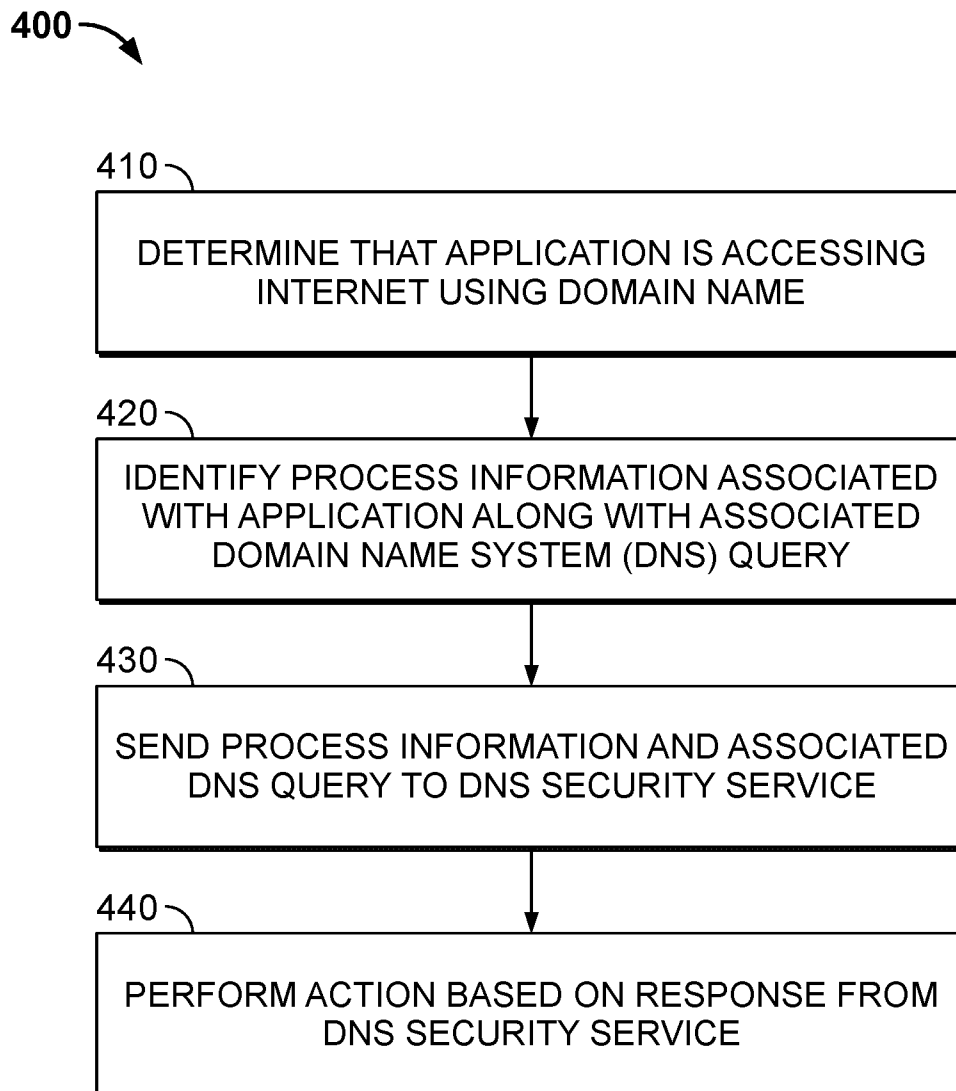 400
410
DETERMINE THAT APPLICATION IS ACCESSING
INTERNET USING DOMAIN NAME
420
IDENTIFY PROCESS INFORMATION ASSOCIATED
WITH APPLICATION ALONG WITH ASSOCIATED
DOMAIN NAME SYSTEM (DNS) QUERY
430
SEND PROCESS INFORMATION AND ASSOCIATED
DNS QUERY TO DNS SECURITY SERVICE
440
PERFORM ACTION BASED ON RESPONSE FROM
DNS SECURITY SERVICE